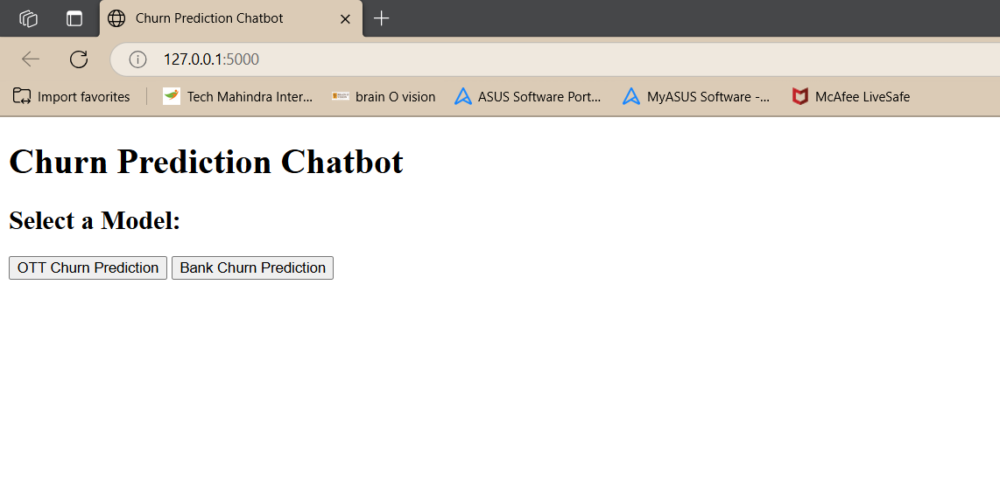 Churn Prediction Chatbot
127.0.0.1:5000
Import favorites Tech Mahindra Inter... brain O vision ASUS Software Port... MyASUS Software -... McAfee LiveSafe
Churn Prediction Chatbot
Select a Model:
OTT Churn Prediction Bank Churn Prediction